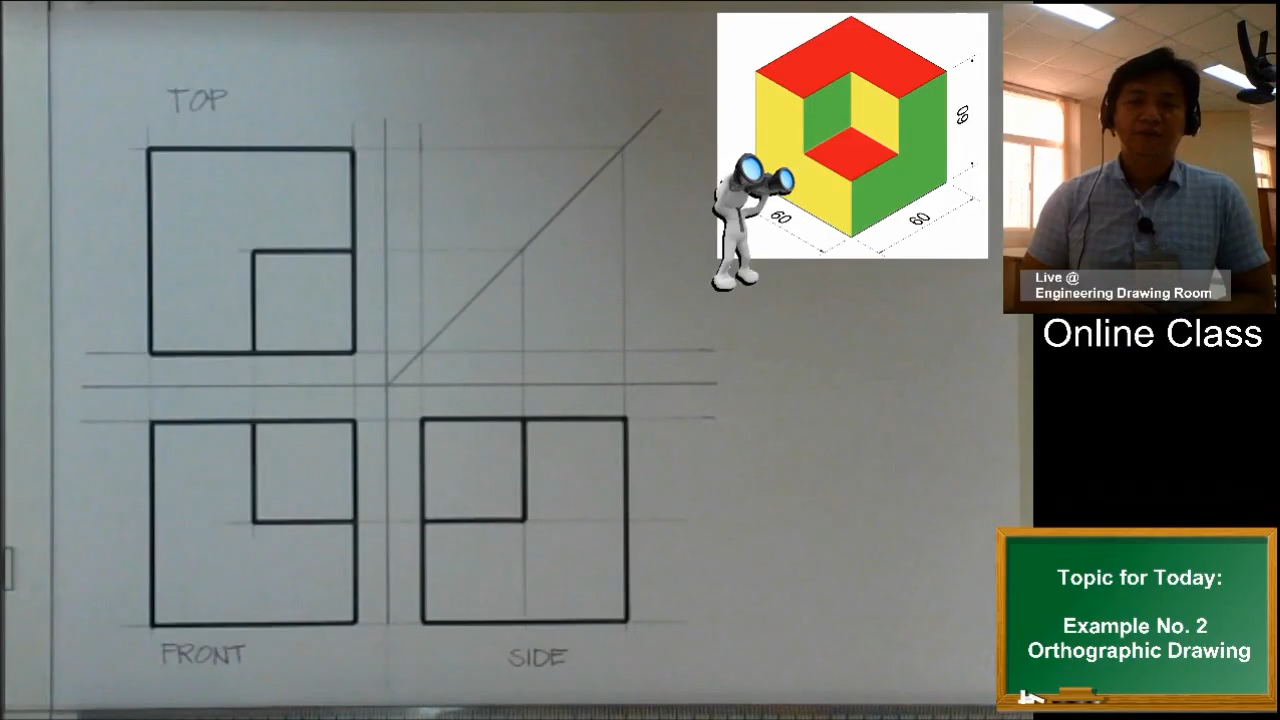 TOP
60
60
60
Live @
Engineering Drawing Room
Online Class
FRONT
SIDE
Topic for Today:
Example No. 2
Orthographic Drawing